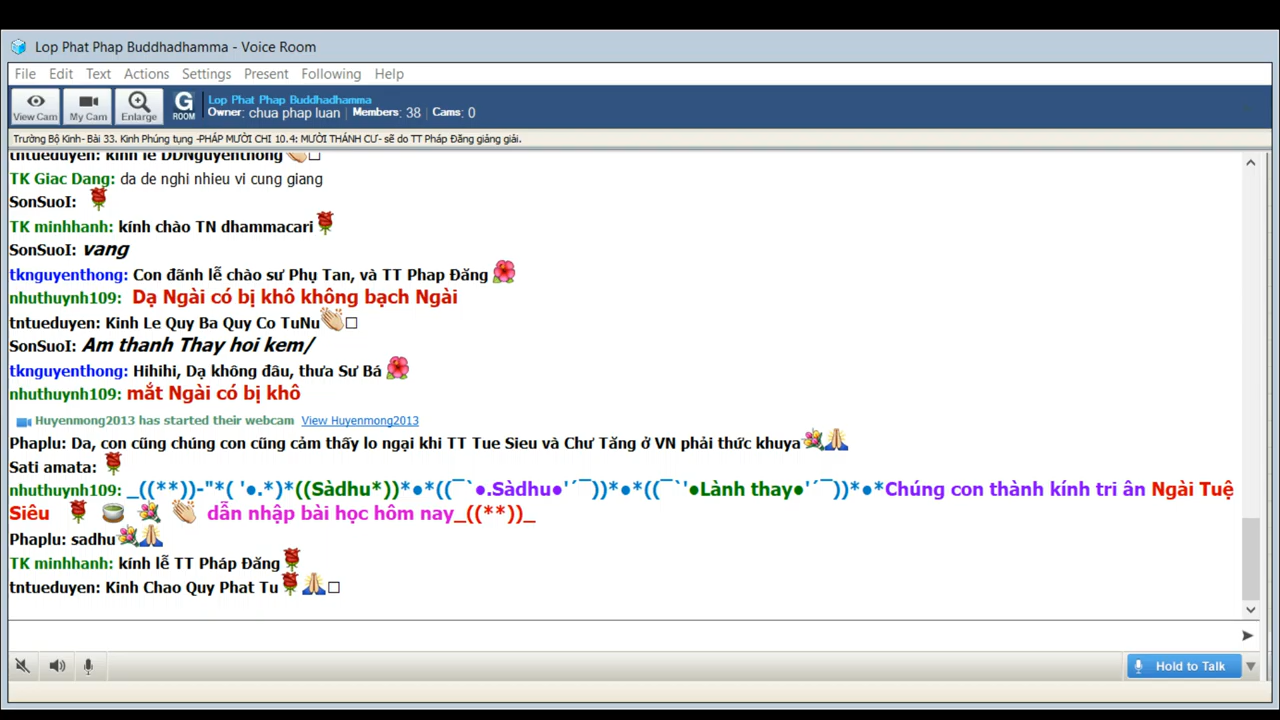 Lop Phat Phap Buddhadhamma - Voice Room
File Edit Text Actions Settings Present Following Help
View Cam My Cam Enlarge G ROOM Lop Phat Phap Buddhadhamma
Owner: chua phap luan | Members: 38 | Cams: 0
Trường Bộ Kinh- Bài 33. Kinh Phúng tụng -PHÁP MƯỜI CHI 10.4: MƯỜI THÁNH CƯ- sẽ do TT Pháp Đăng giảng giải.
tntueduyen: kinh le DDNguyenthong
TK Giac Dang: da de nghi nhieu vi cung giang
SonSuoI:
TK minhhanh: kính chào TN dhammacari
SonSuoI: vang
tknguyenthong: Con đãnh lễ chào sư Phụ Tan, và TT Phap Đăng
nhuthuynh109: Dạ Ngài có bị khô không bạch Ngài
tntueduyen: Kinh Le Quy Ba Quy Co TuNu
SonSuoI: Am thanh Thay hoi kem/
tknguyenthong: Hihihi, Dạ không đâu, thưa Sư Bá
nhuthuynh109: mắt Ngài có bị khô
Huyenmong2013 has started their webcam View Huyenmong2013
Phaplu: Da, con cũng chúng con cũng cảm thấy lo ngại khi TT Tue Sieu và Chư Tăng ở VN phải thức khuya
Sati amata:
nhuthuynh109: _((**))-"*( '●.*)*((Sàdhu*))*●*((¯`●.Sàdhu●'´¯))*●*((¯`'●Lành thay●'´¯))*●*Chúng con thành kính tri ân Ngài Tuệ
Siêu dẫn nhập bài học hôm nay_((**))_
Phaplu: sadhu
TK minhhanh: kính lễ TT Pháp Đăng
tntueduyen: Kinh Chao Quy Phat Tu
Hold to Talk